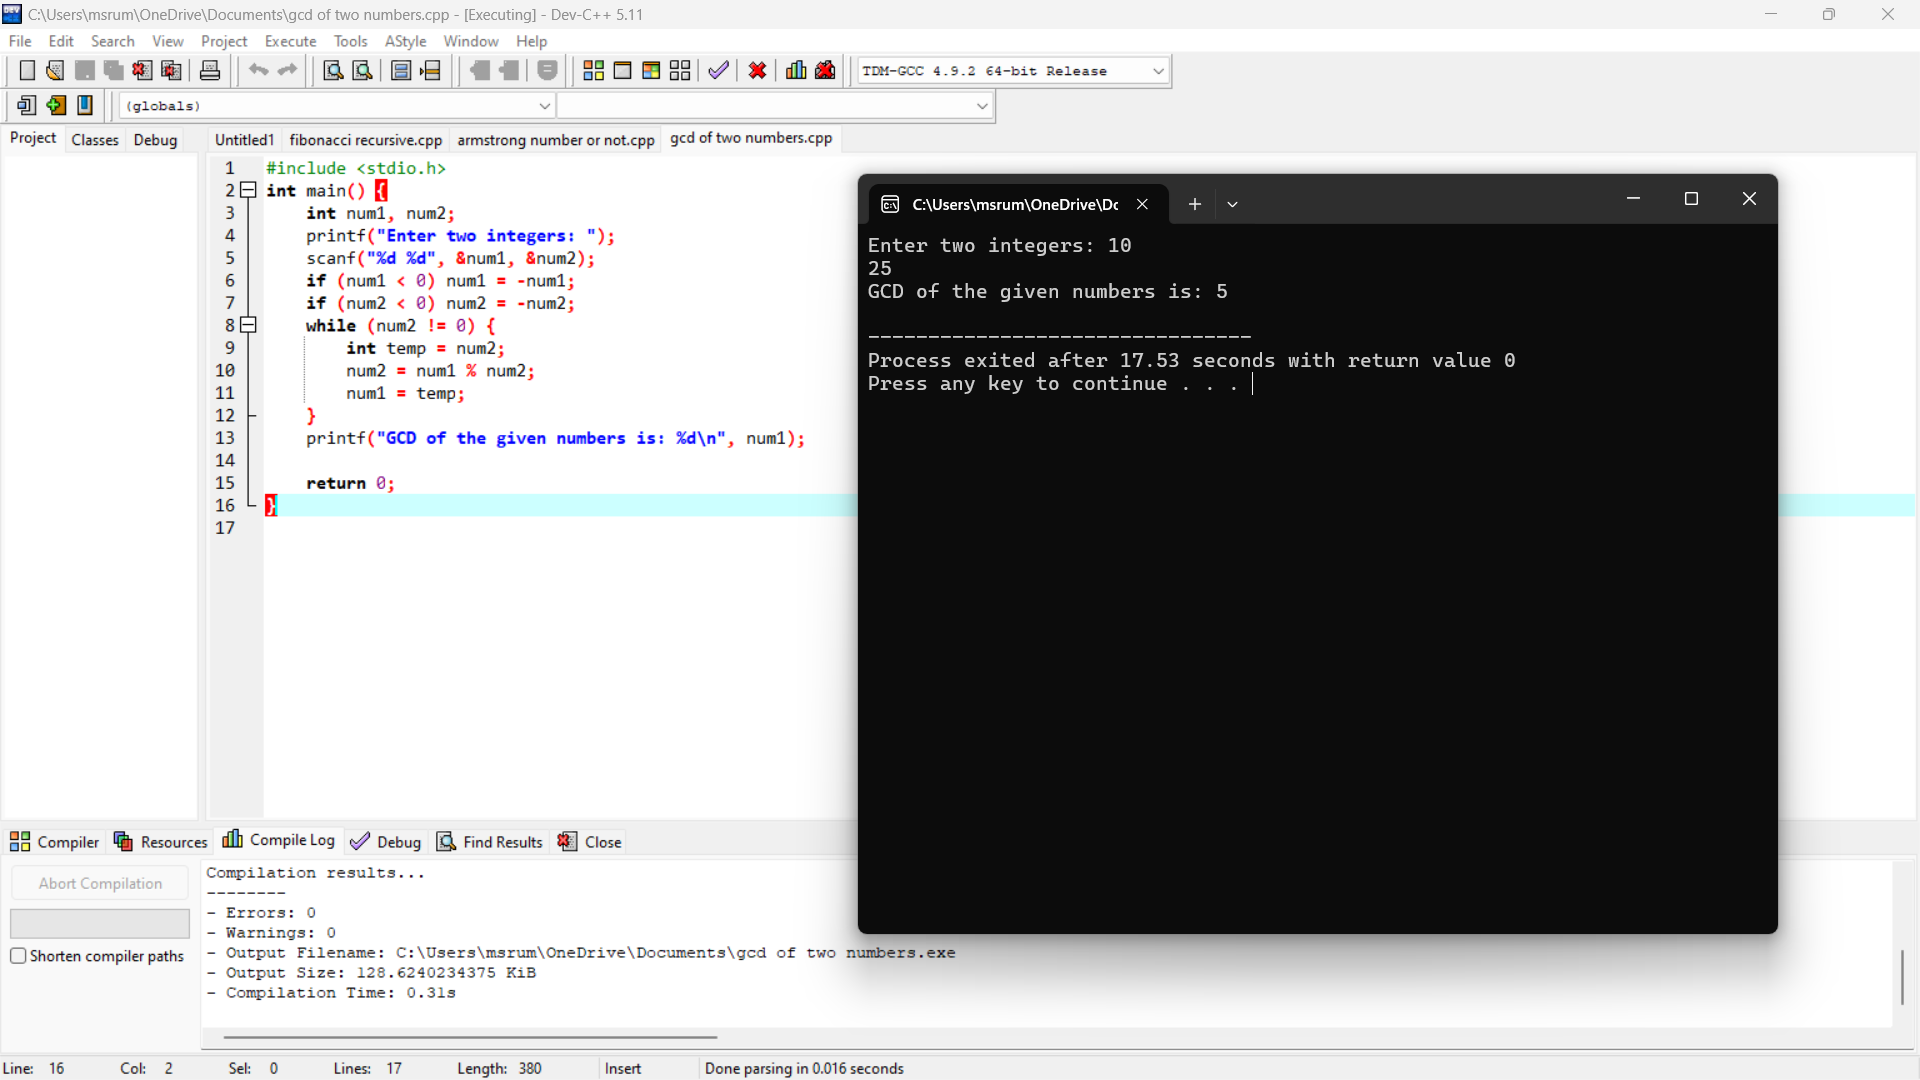 C:\Users\msrum\OneDrive\Documents\gcd of two numbers.cpp - [Executing] - Dev-C++ 5.11
File Edit Search View Project Execute Tools AStyle Window Help
TDM-GCC 4.9.2 64-bit Release
(globals)
Project Classes Debug
Untitled1 fibonacci recursive.cpp armstrong number or not.cpp gcd of two numbers.cpp
1 #include <stdio.h>
2 int main() {
3     int num1, num2;
4     printf("Enter two integers: ");
5     scanf("%d %d", &num1, &num2);
6     if (num1 < 0) num1 = -num1;
7     if (num2 < 0) num2 = -num2;
8     while (num2 != 0) {
9         int temp = num2;
10         num2 = num1 % num2;
11         num1 = temp;
12     }
13     printf("GCD of the given numbers is: %d\n", num1);
14
15     return 0;
16 }
17
C:\Users\msrum\OneDrive\Dc
Enter two integers: 10
25
GCD of the given numbers is: 5
--------------------------------
Process exited after 17.53 seconds with return value 0
Press any key to continue . . .
Compiler Resources Compile Log Debug Find Results Close
Abort Compilation
Shorten compiler paths
Compilation results...
--------
- Errors: 0
- Warnings: 0
- Output Filename: C:\Users\msrum\OneDrive\Documents\gcd of two numbers.exe
- Output Size: 128.6240234375 KiB
- Compilation Time: 0.31s
Line: 16 Col: 2 Sel: 0 Lines: 17 Length: 380 Insert Done parsing in 0.016 seconds